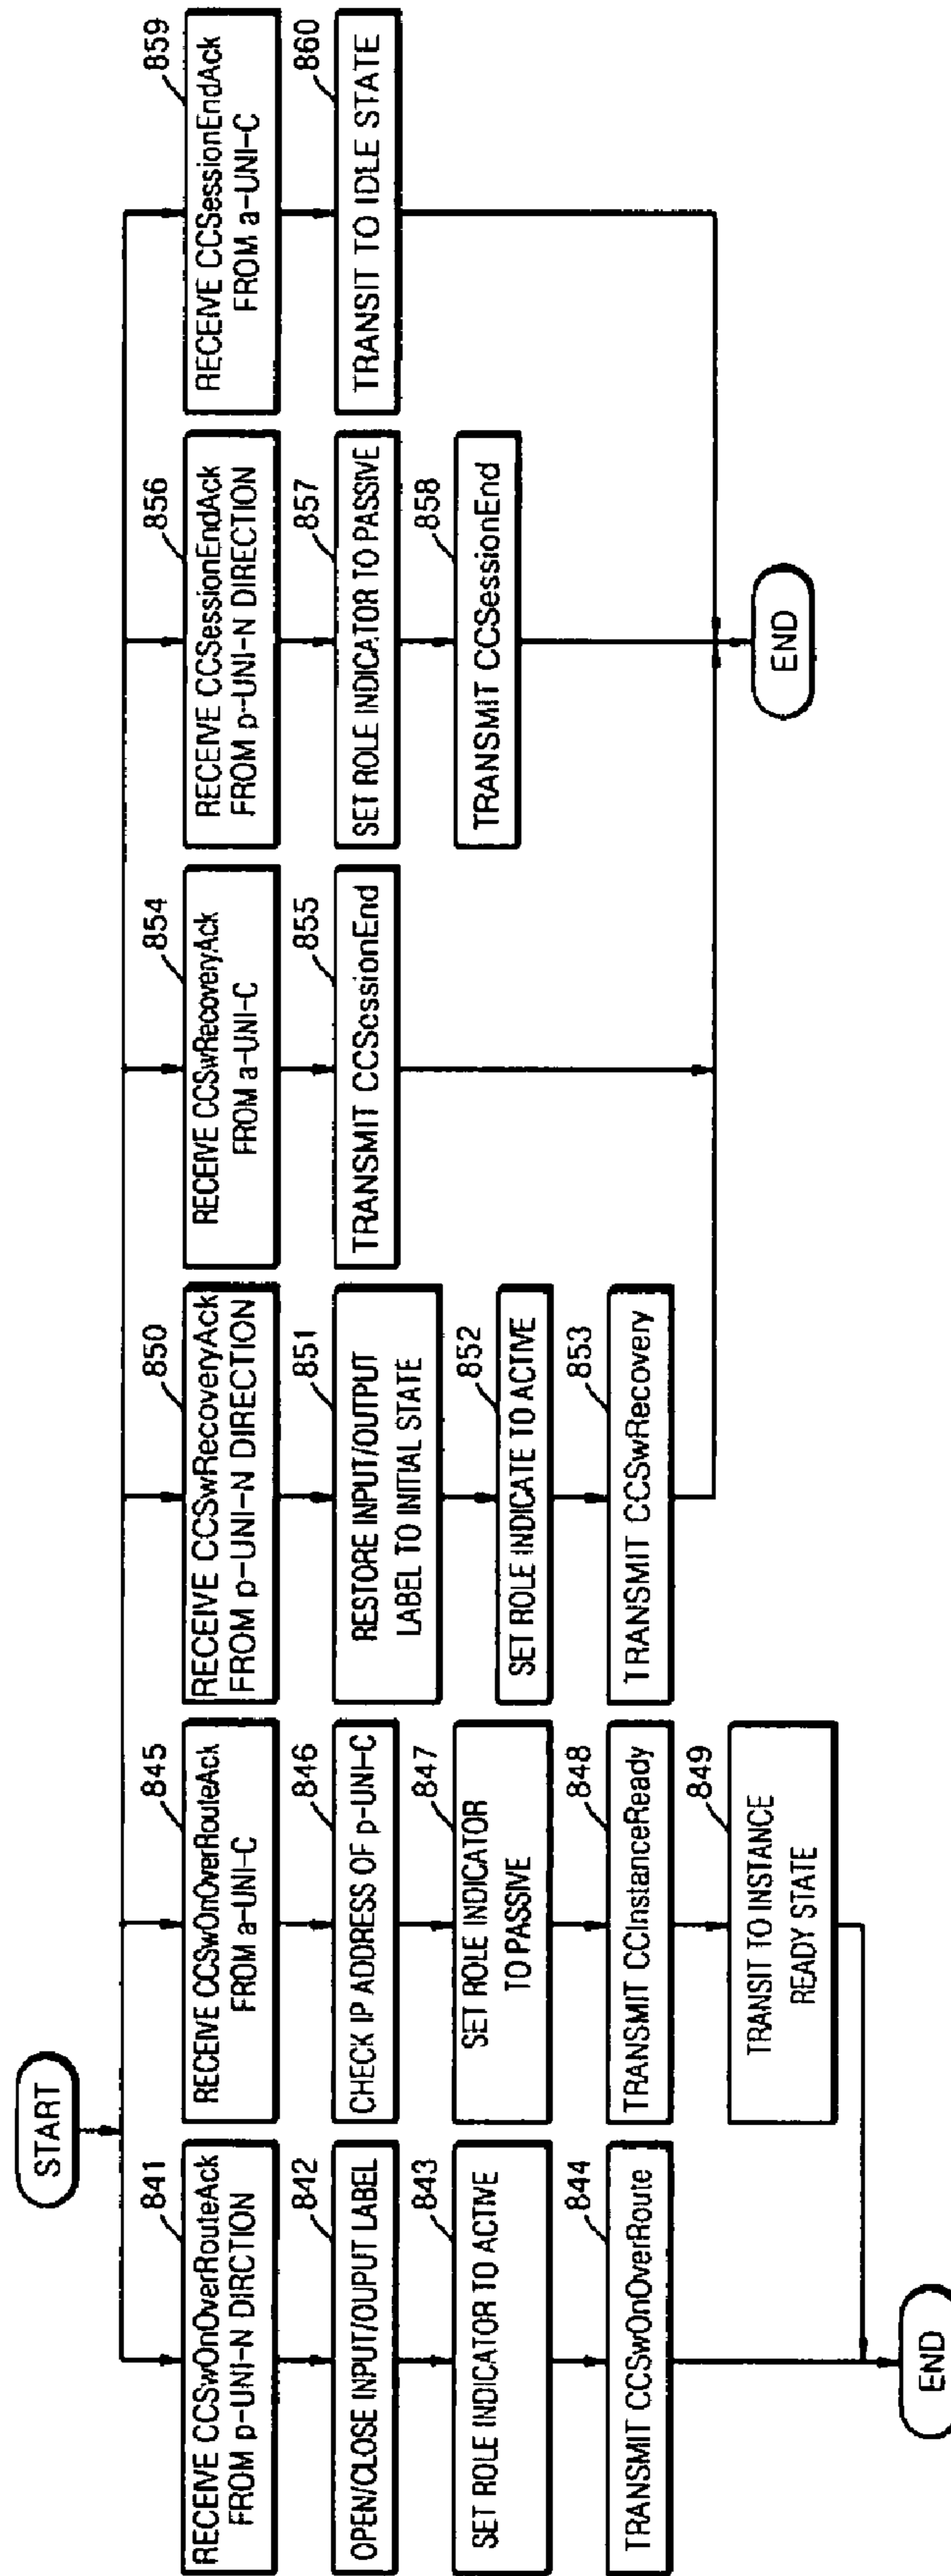 START
841
RECEIVE CCSwOnOverRouteAck
FROM p-UNI-N DIRCTION
842
OPEN/CLOSE INPUT/OUPUT LABEL
843
SET ROLE INDICATOR TO ACTIVE
844
TRANSMIT CCSwOnOverRoute
845
RECEIVE CCSwOnOverRouteAck
FROM a-UNI-C
846
CHECK IP ADDRESS OF p-UNI-C
847
SET ROLE INDICATOR
TO PASSIVE
848
TRANSMIT CCInstanceReady
849
TRANSIT TO INSTANCE
READY STATE
END
850
RECEIVE CCSwRecoveryAck
FROM p-UNI-N DIRECTION
851
RESTORE INPUT/OUTPUT
LABEL TO INITIAL STATE
852
SET ROLE INDICATE TO ACTIVE
853
TRANSMIT CCSwRecovery
854
RECEIVE CCSwRecoveryAck
FROM a-UNI-C
855
TRANSMIT CCSessionEnd
856
RECEIVE CCSessionEndAck
FROM p-UNI-N DIRECTION
857
SET ROLE INDICATOR TO PASSIVE
858
TRANSMIT CCSessionEnd
859
RECEIVE CCSessionEndAck
FROM a-UNI-C
860
TRANSIT TO IDLE STATE
END